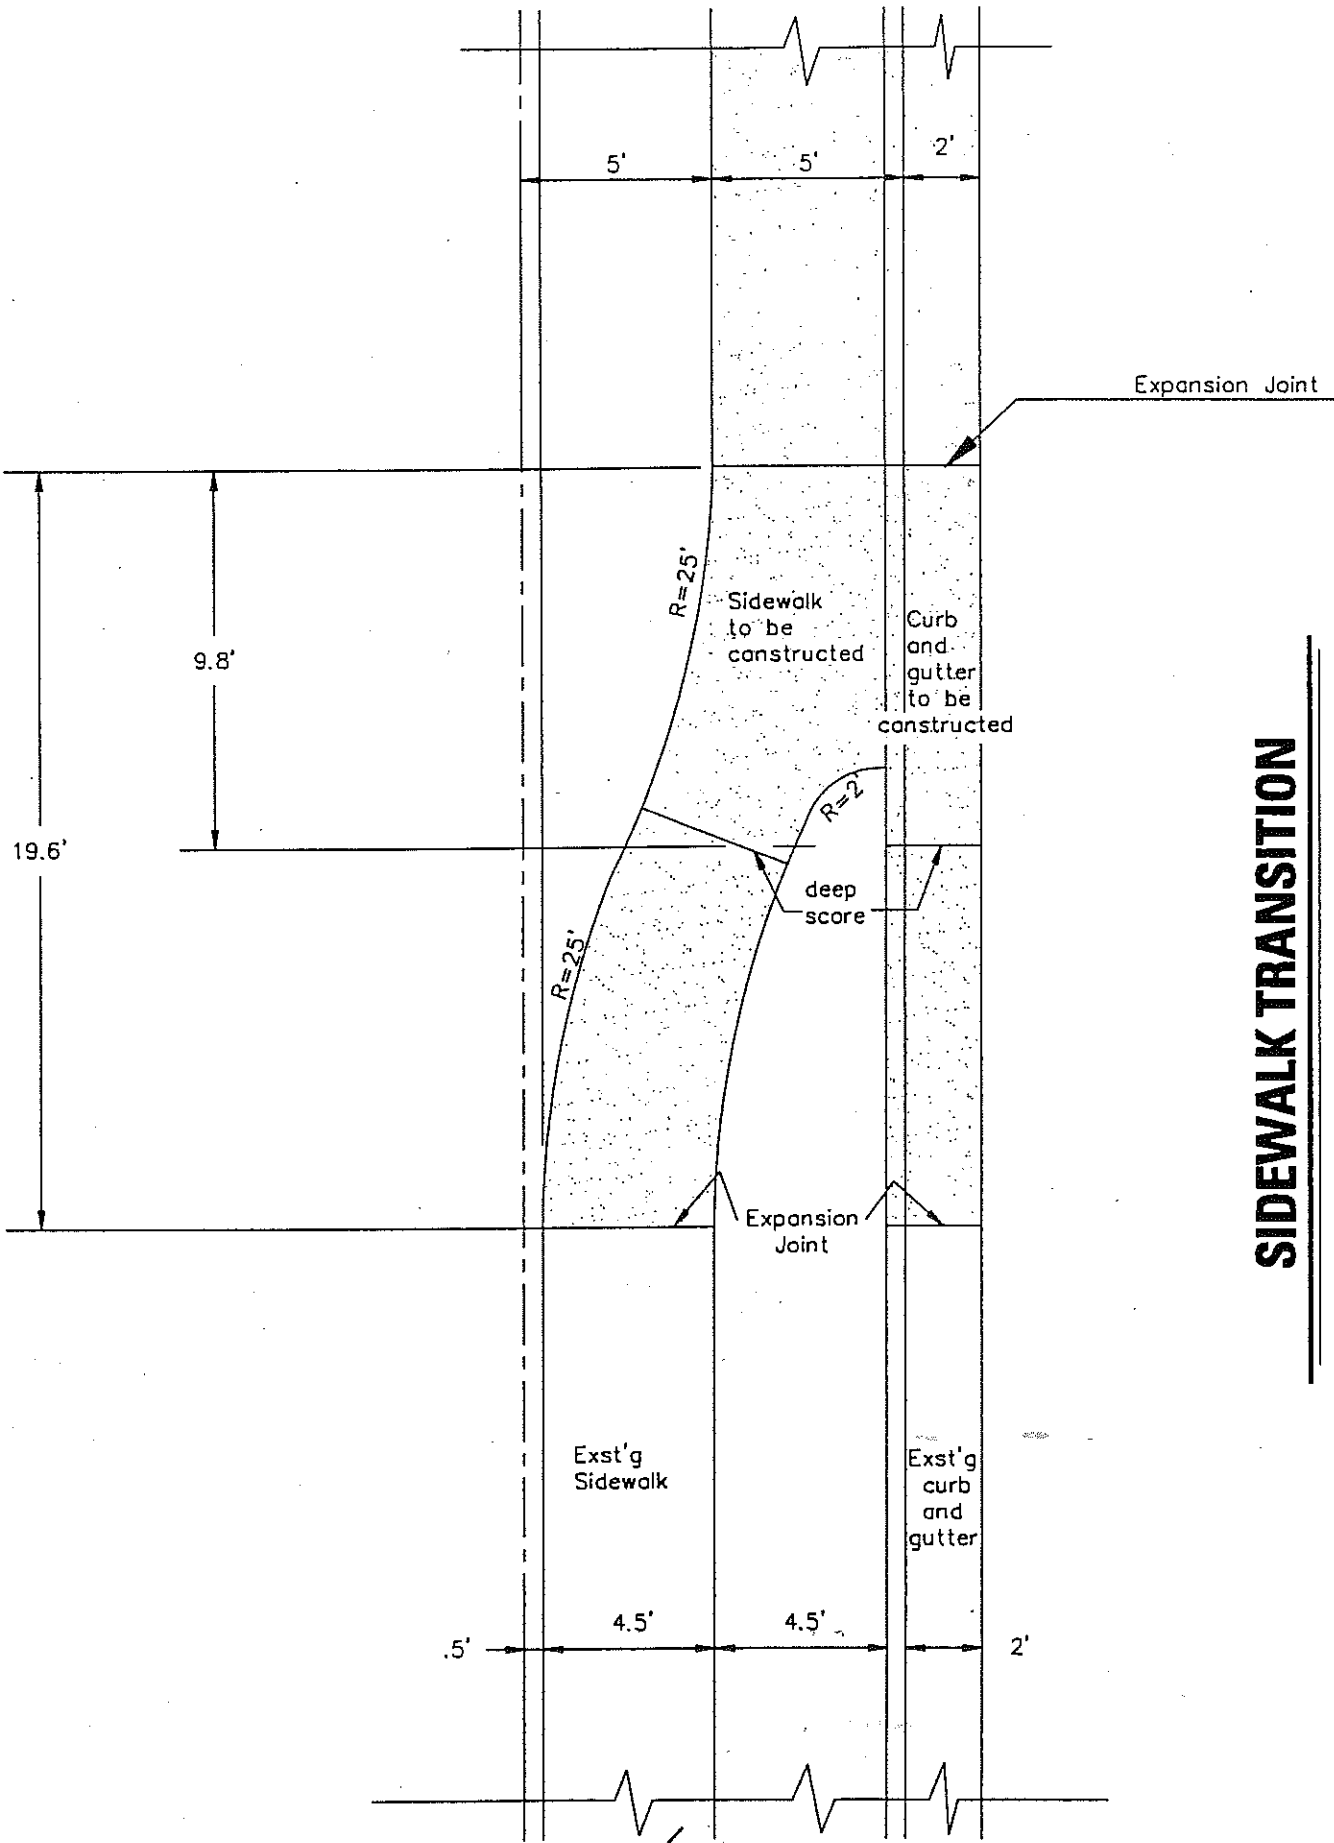 5'
5'
2'
Expansion Joint
R=25'
Sidewalk
to be
constructed
Curb
and
gutter
to be
constructed
9.8'
R=2'
19.6'
deep
score
R=25'
SIDEWALK TRANSITION
Expansion
Joint
Exst'g
Sidewalk
Exst'g
curb
and
gutter
.5'
4.5'
4.5'
2'